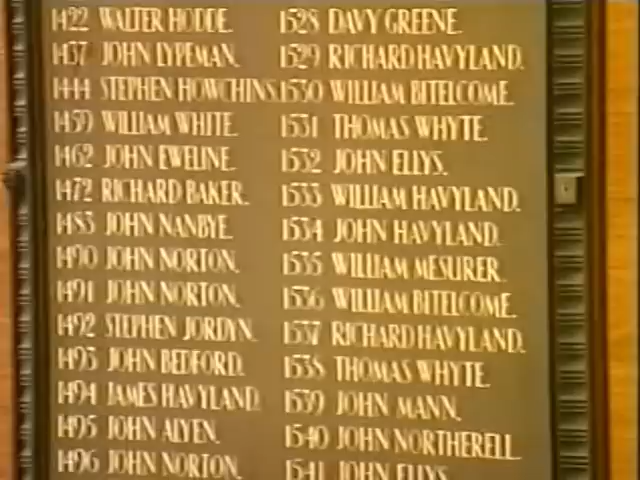 1422 WALTER HODDE.
1437 JOHN LYPEMAN.
1444 STEPHEN HOWCHINS.
1459 WILLIAM WHITE.
1462 JOHN EWELINE.
1472 RICHARD BAKER.
1483 JOHN NANBYE.
1490 JOHN NORTON.
1491 JOHN NORTON.
1492 STEPHEN JORDYN.
1493 JOHN BEDFORD.
1494 JAMES HAVYLAND.
1495 JOHN ALYEN.
1496 JOHN NORTON.
1528 DAVY GREENE.
1529 RICHARD HAVYLAND.
1530 WILLIAM BITELCOME.
1531 THOMAS WHYTE.
1532 JOHN ELLYS.
1533 WILLIAM HAVYLAND.
1534 JOHN HAVYLAND.
1535 WILLIAM MESURER.
1536 WILLIAM BITELCOME.
1537 RICHARD HAVYLAND.
1538 THOMAS WHYTE.
1539 JOHN MANN.
1540 JOHN NORTHERELL.
1541 JOHN ELLYS.